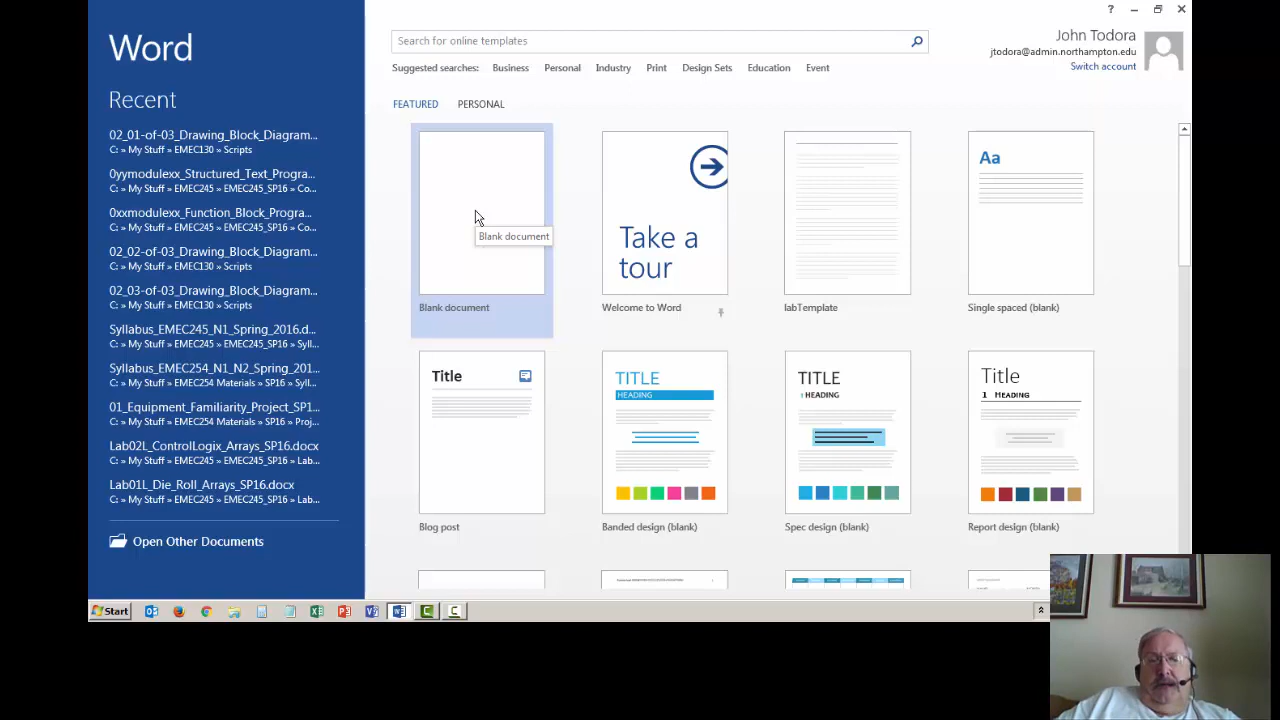 Word
Recent
02_01-of-03_Drawing_Block_Diagram...
C: » My Stuff » EMEC130 » Scripts
0yymodulexx_Structured_Text_Progra...
C: » My Stuff » EMEC245 » EMEC245_SP16 » Co...
0xxmodulexx_Function_Block_Progra...
C: » My Stuff » EMEC245 » EMEC245_SP16 » Co...
02_02-of-03_Drawing_Block_Diagram...
C: » My Stuff » EMEC130 » Scripts
02_03-of-03_Drawing_Block_Diagram...
C: » My Stuff » EMEC130 » Scripts
Syllabus_EMEC245_N1_Spring_2016.d...
C: » My Stuff » EMEC245 » EMEC245_SP16 » Syll...
Syllabus_EMEC254_N1_N2_Spring_201...
C: » My Stuff » EMEC254 Materials » SP16 » Syll...
01_Equipment_Familiarity_Project_SP1...
C: » My Stuff » EMEC254 Materials » SP16 » Proj...
Lab02L_ControlLogix_Arrays_SP16.docx
C: » My Stuff » EMEC245 » EMEC245_SP16 » Lab...
Lab01L_Die_Roll_Arrays_SP16.docx
C: » My Stuff » EMEC245 » EMEC245_SP16 » Lab...
Open Other Documents
?
Search for online templates
John Todora
jtodora@admin.northampton.edu
Switch account
Suggested searches: Business Personal Industry Print Design Sets Education Event
FEATURED PERSONAL
Blank document
Take a
tour
Aa
Blank document Welcome to Word labTemplate Single spaced (blank)
Title
TITLE
HEADING
TITLE
1 HEADING
Title
1 HEADING
Blog post Banded design (blank) Spec design (blank) Report design (blank)
Start